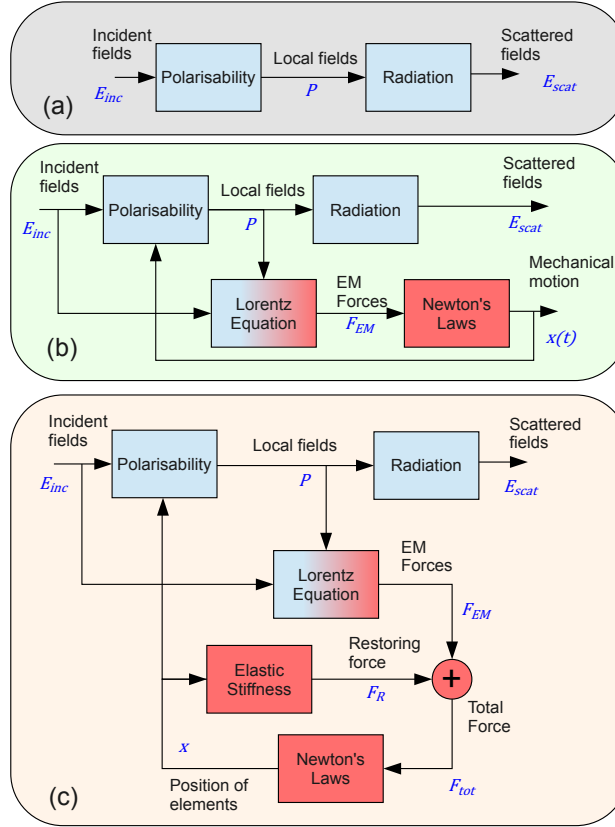 Incident
fields
E_inc
Polarisability
Local fields
P
Radiation
Scattered
fields
E_scat
(a)
Incident
fields
E_inc
Polarisability
Local fields
P
Radiation
Scattered
fields
E_scat
Lorentz
Equation
EM
Forces
F_EM
Newton's
Laws
Mechanical
motion
x(t)
(b)
Incident
fields
E_inc
Polarisability
Local fields
P
Radiation
Scattered
fields
E_scat
Lorentz
Equation
EM
Forces
F_EM
Elastic
Stiffness
Restoring
force
F_R
+
Total
Force
x
Newton's
Laws
Position of
elements
F_tot
(c)